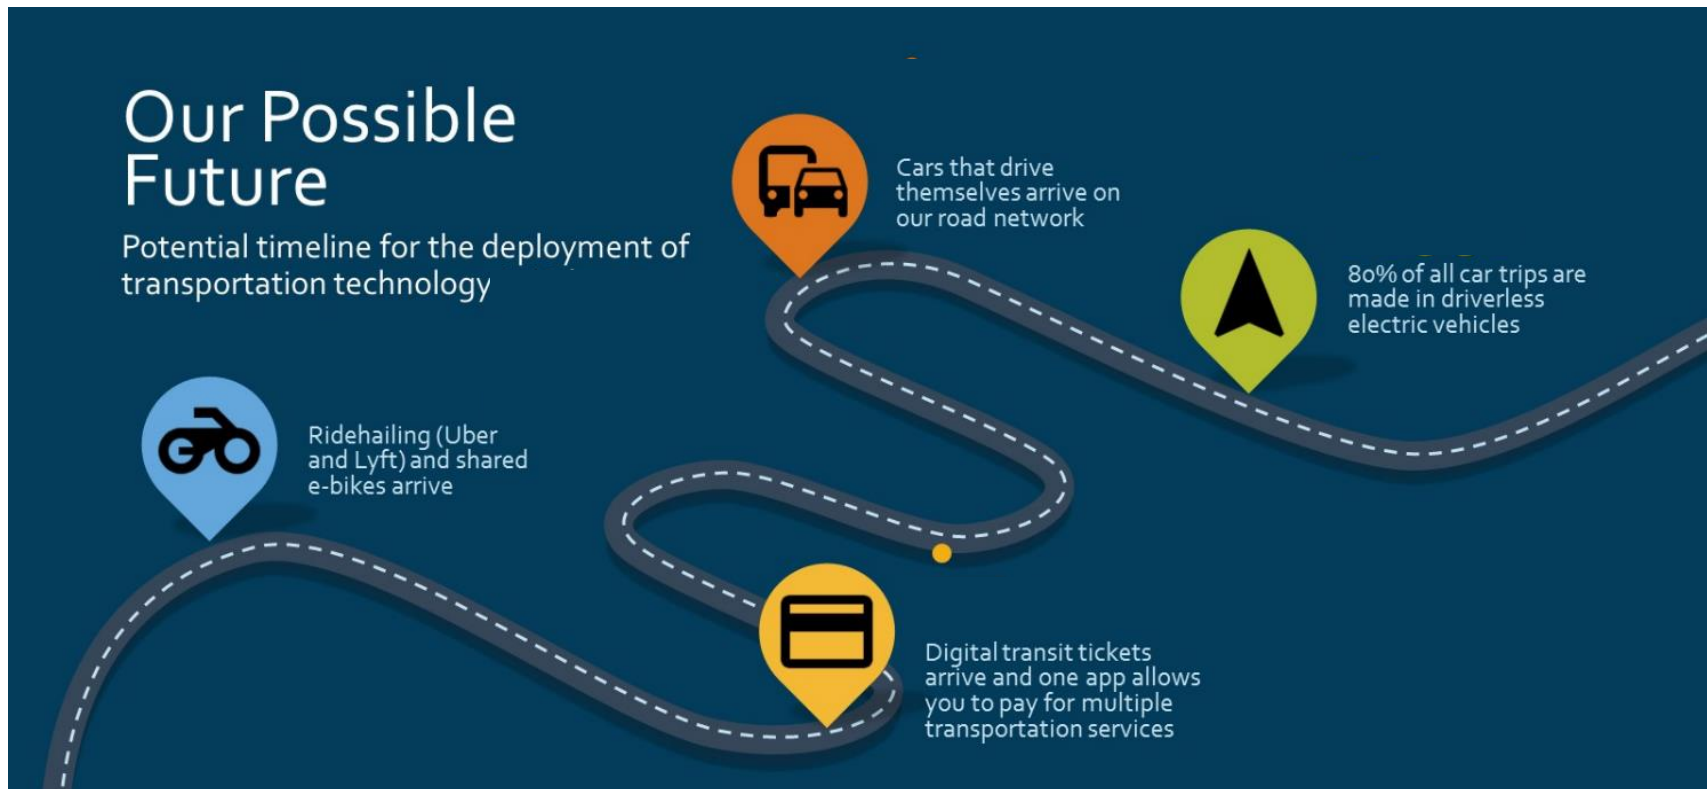 Our Possible
Future
Potential timeline for the deployment of
transportation technology
Cars that drive
themselves arrive on
our road network
80% of all car trips are
made in driverless
electric vehicles
Ridehailing (Uber
and Lyft) and shared
e-bikes arrive
Digital transit tickets
arrive and one app allows
you to pay for multiple
transportation services